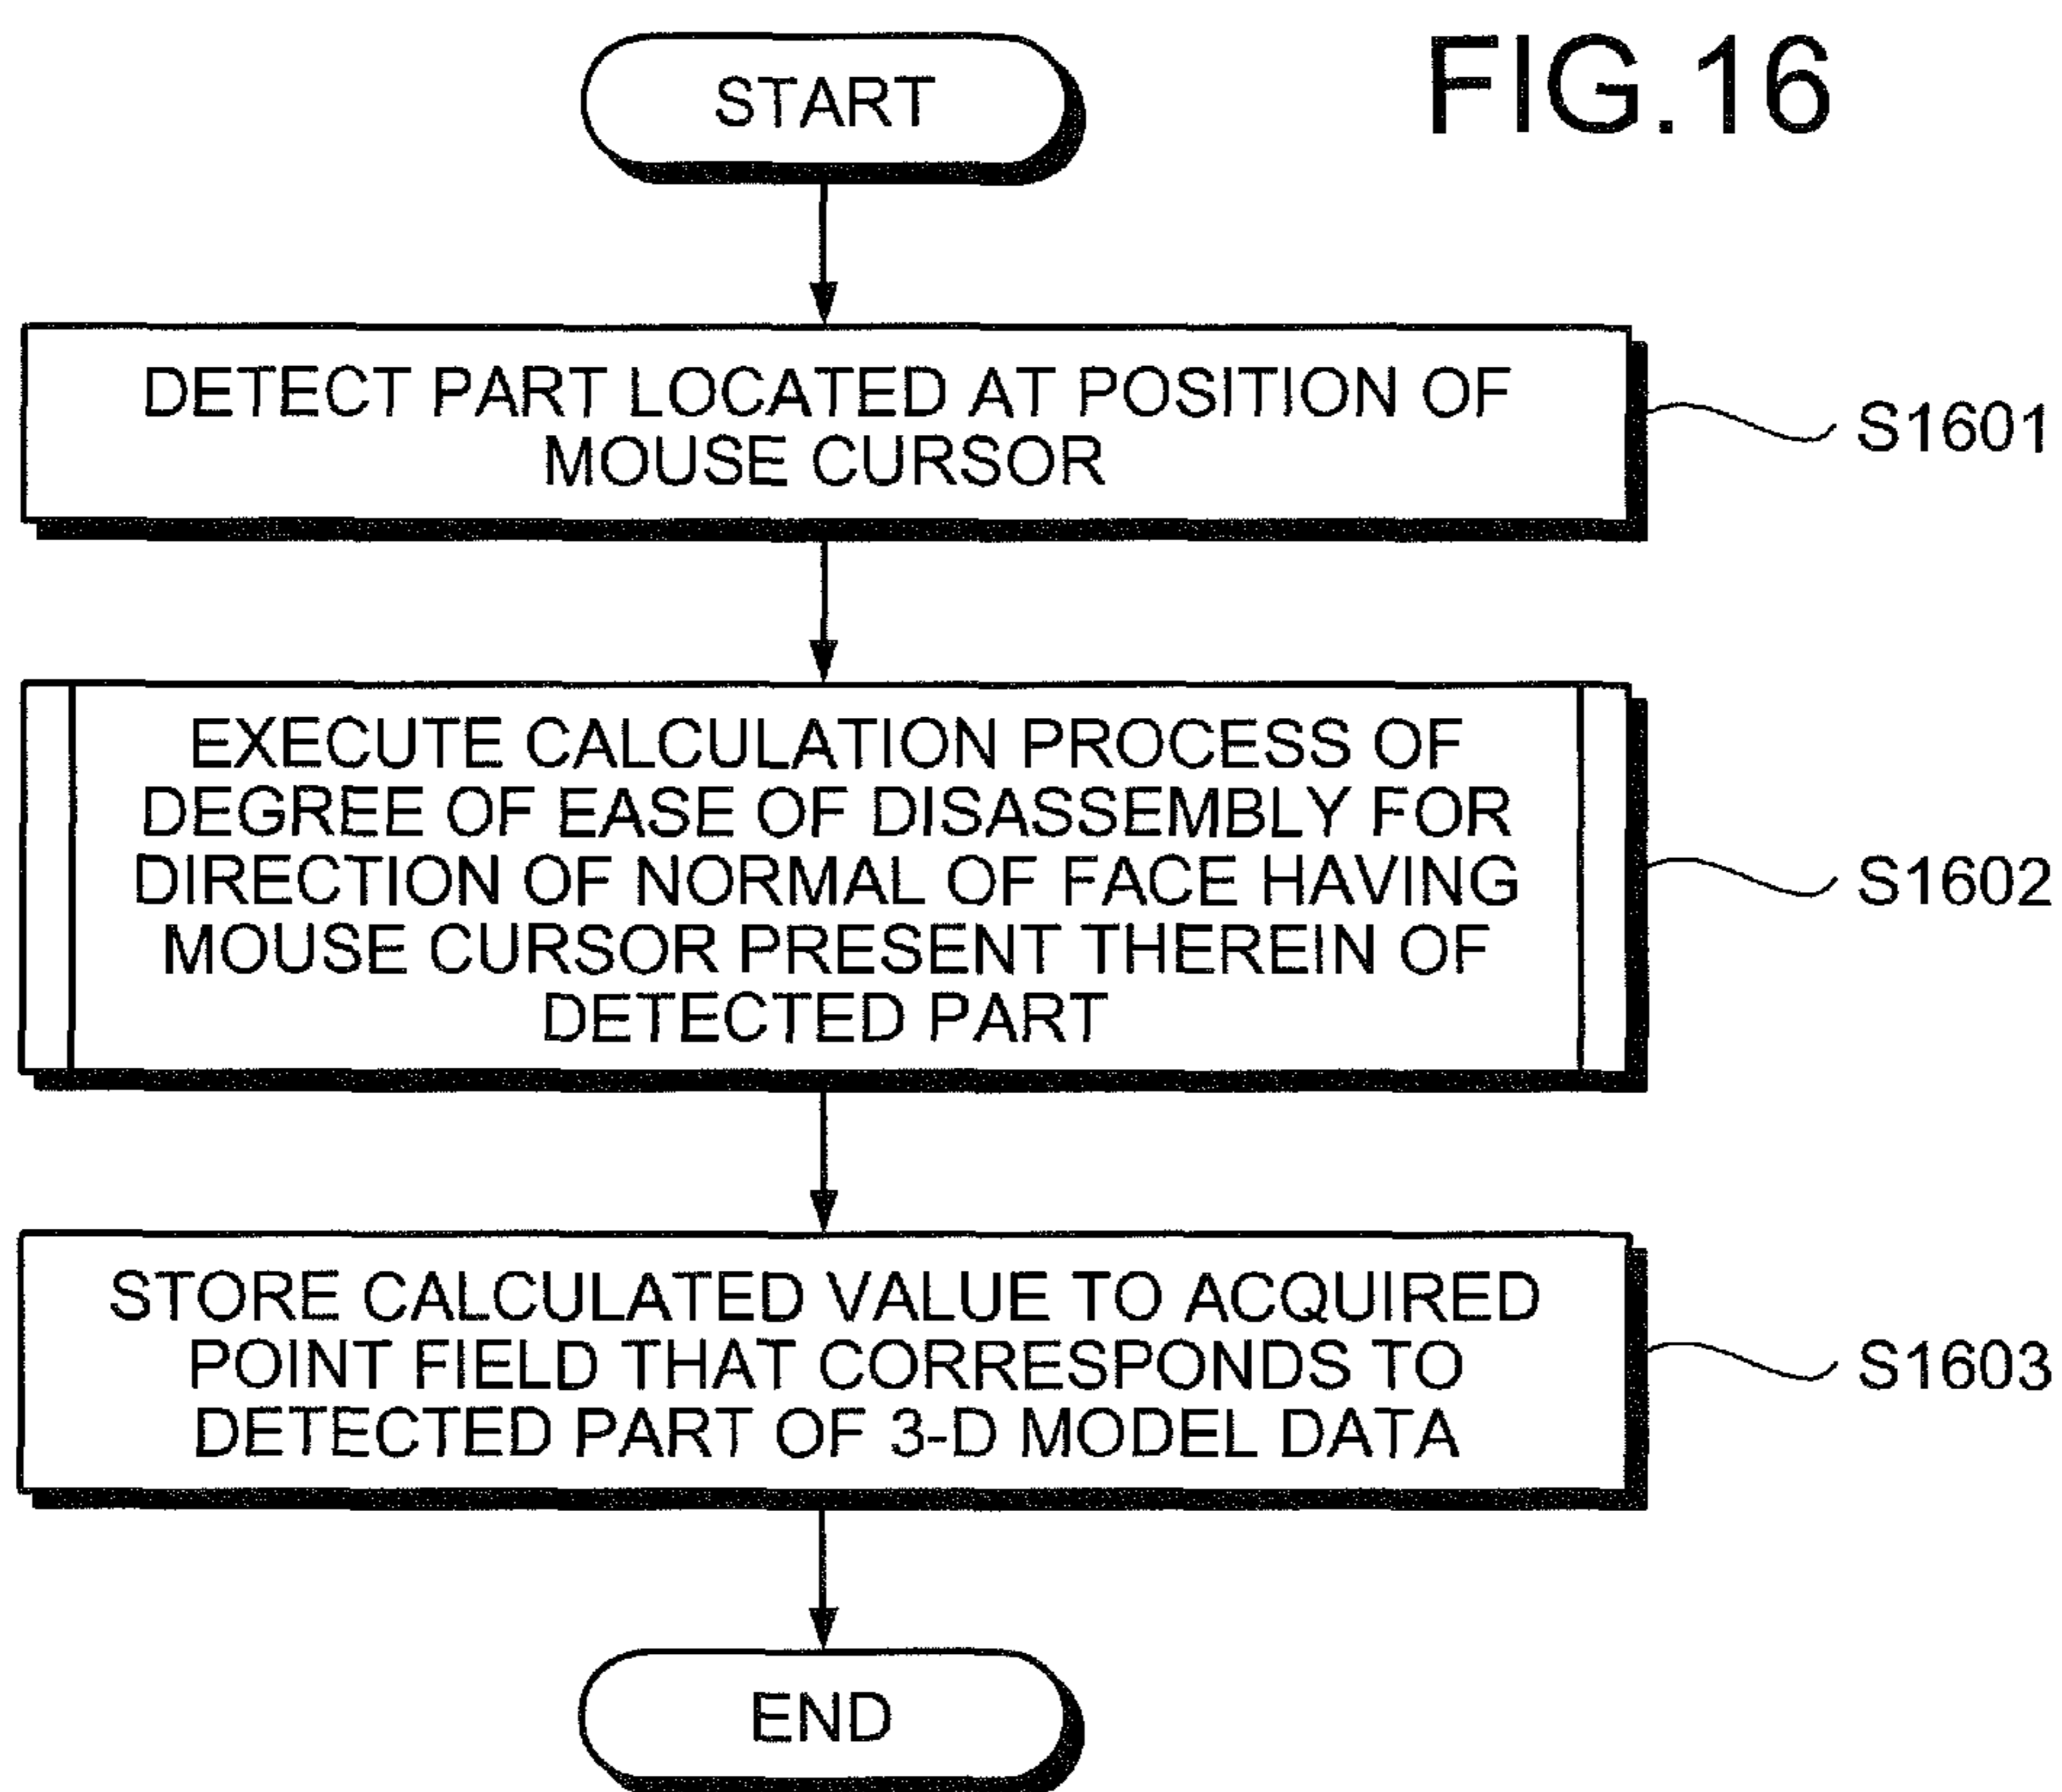 FIG.16
START
DETECT PART LOCATED AT POSITION OF
MOUSE CURSOR
S1601
EXECUTE CALCULATION PROCESS OF
DEGREE OF EASE OF DISASSEMBLY FOR
DIRECTION OF NORMAL OF FACE HAVING
MOUSE CURSOR PRESENT THEREIN OF
DETECTED PART
S1602
STORE CALCULATED VALUE TO ACQUIRED
POINT FIELD THAT CORRESPONDS TO
DETECTED PART OF 3-D MODEL DATA
S1603
END